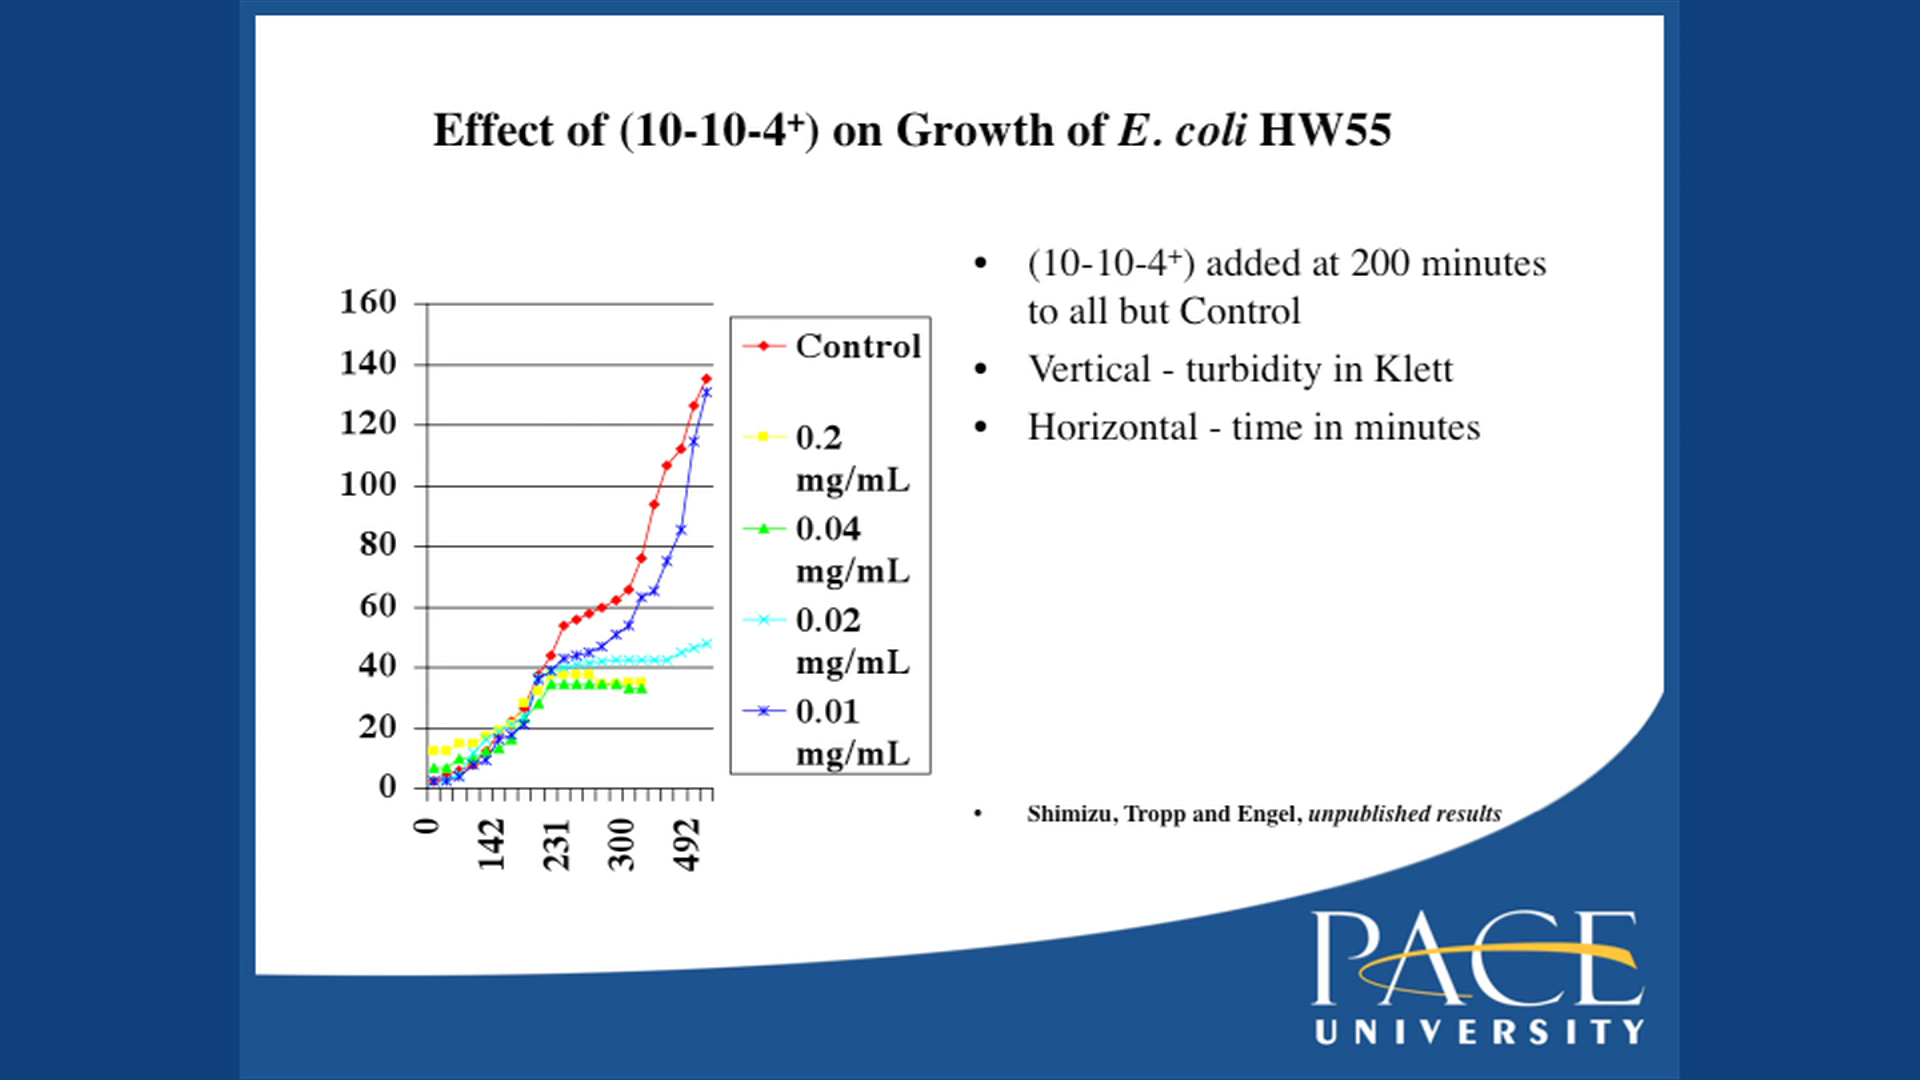 Effect of (10-10-4⁺) on Growth of E. coli HW55
160
140
120
100
80
60
40
20
0
0
142
231
300
492
Control
0.2
mg/mL
0.04
mg/mL
0.02
mg/mL
0.01
mg/mL
• (10-10-4⁺) added at 200 minutes
to all but Control
• Vertical - turbidity in Klett
• Horizontal - time in minutes
• Shimizu, Tropp and Engel, unpublished results
PACE
UNIVERSITY